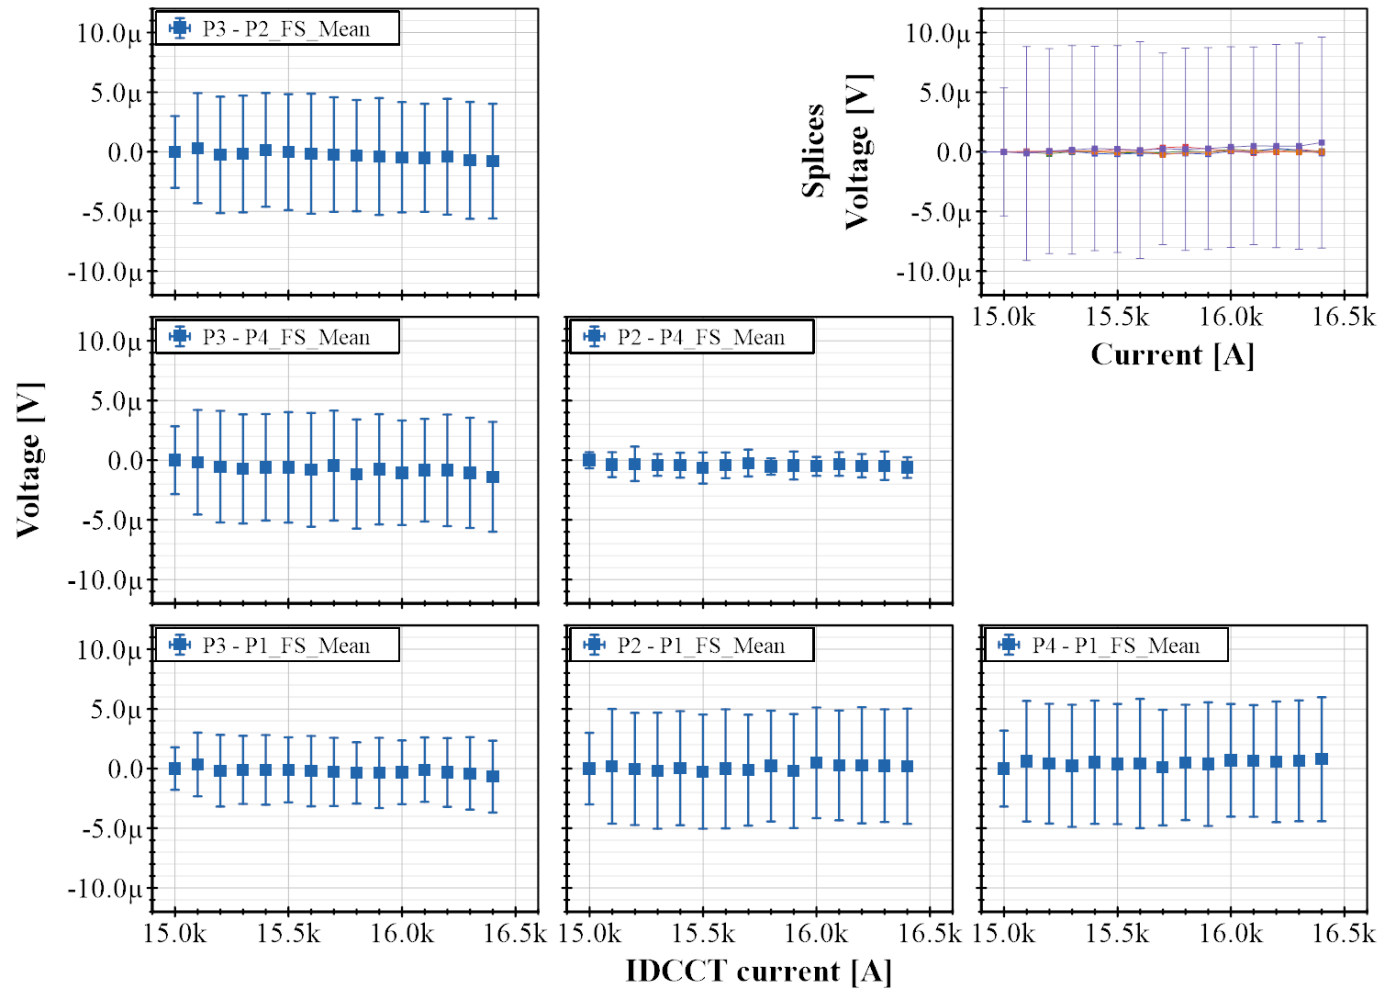 P3 - P2_FS_Mean
10.0μ
5.0μ
0.0
-5.0μ
-10.0μ
Splices
Voltage [V]
10.0μ
5.0μ
0.0
-5.0μ
-10.0μ
15.0k 15.5k 16.0k 16.5k
Current [A]
Voltage [V]
P3 - P4_FS_Mean
10.0μ
5.0μ
0.0
-5.0μ
-10.0μ
P2 - P4_FS_Mean
P3 - P1_FS_Mean
10.0μ
5.0μ
0.0
-5.0μ
-10.0μ
15.0k 15.5k 16.0k 16.5k
P2 - P1_FS_Mean
15.0k 15.5k 16.0k 16.5k
P4 - P1_FS_Mean
15.0k 15.5k 16.0k 16.5k
IDCCT current [A]